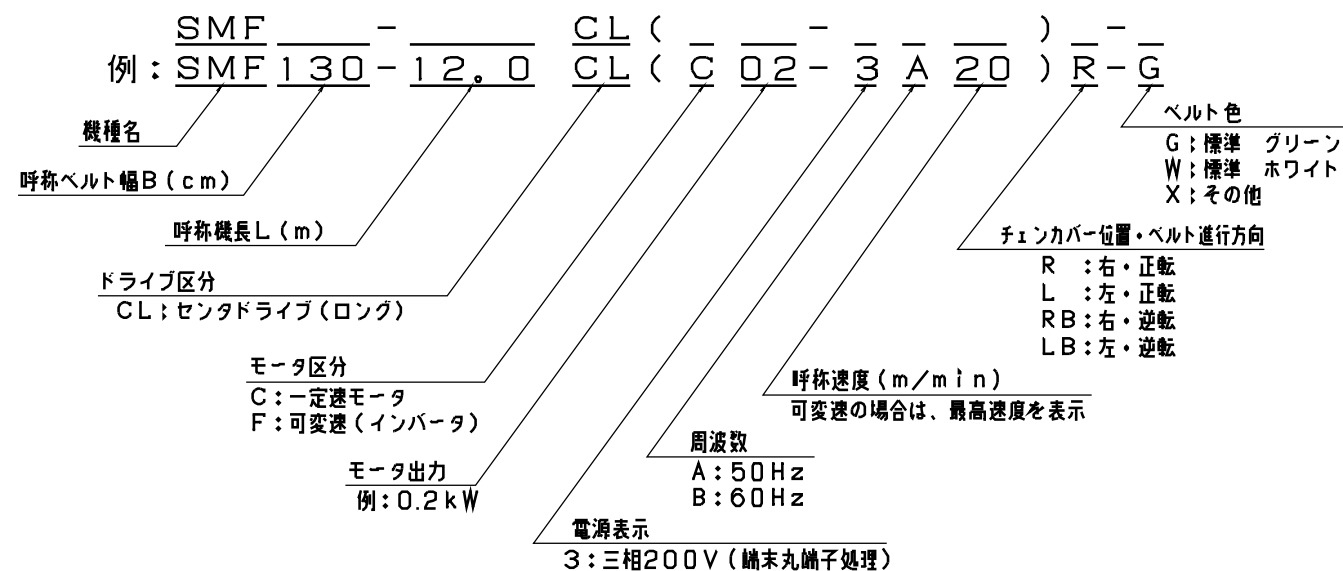 SMF - CL ( - ) -
例：SMF130-12.0 CL(C02-3A20)R-G
ベルト色
G：標準 グリーン
W：標準 ホワイト
X：その他
機種名
呼称ベルト幅B(cm)
呼称機長L(m)
チェンカバー位置・ベルト進行方向
R ：右・正転
L ：左・正転
RB：右・逆転
LB：左・逆転
ドライブ区分
CL：センタドライブ(ロング)
モータ区分
C：一定速モータ
F：可変速(インバータ)
呼称速度(m/min)
可変速の場合は、最高速度を表示
周波数
A：50Hz
B：60Hz
モータ出力
例：0.2kW
電源表示
3：三相200V(端末丸端子処理)